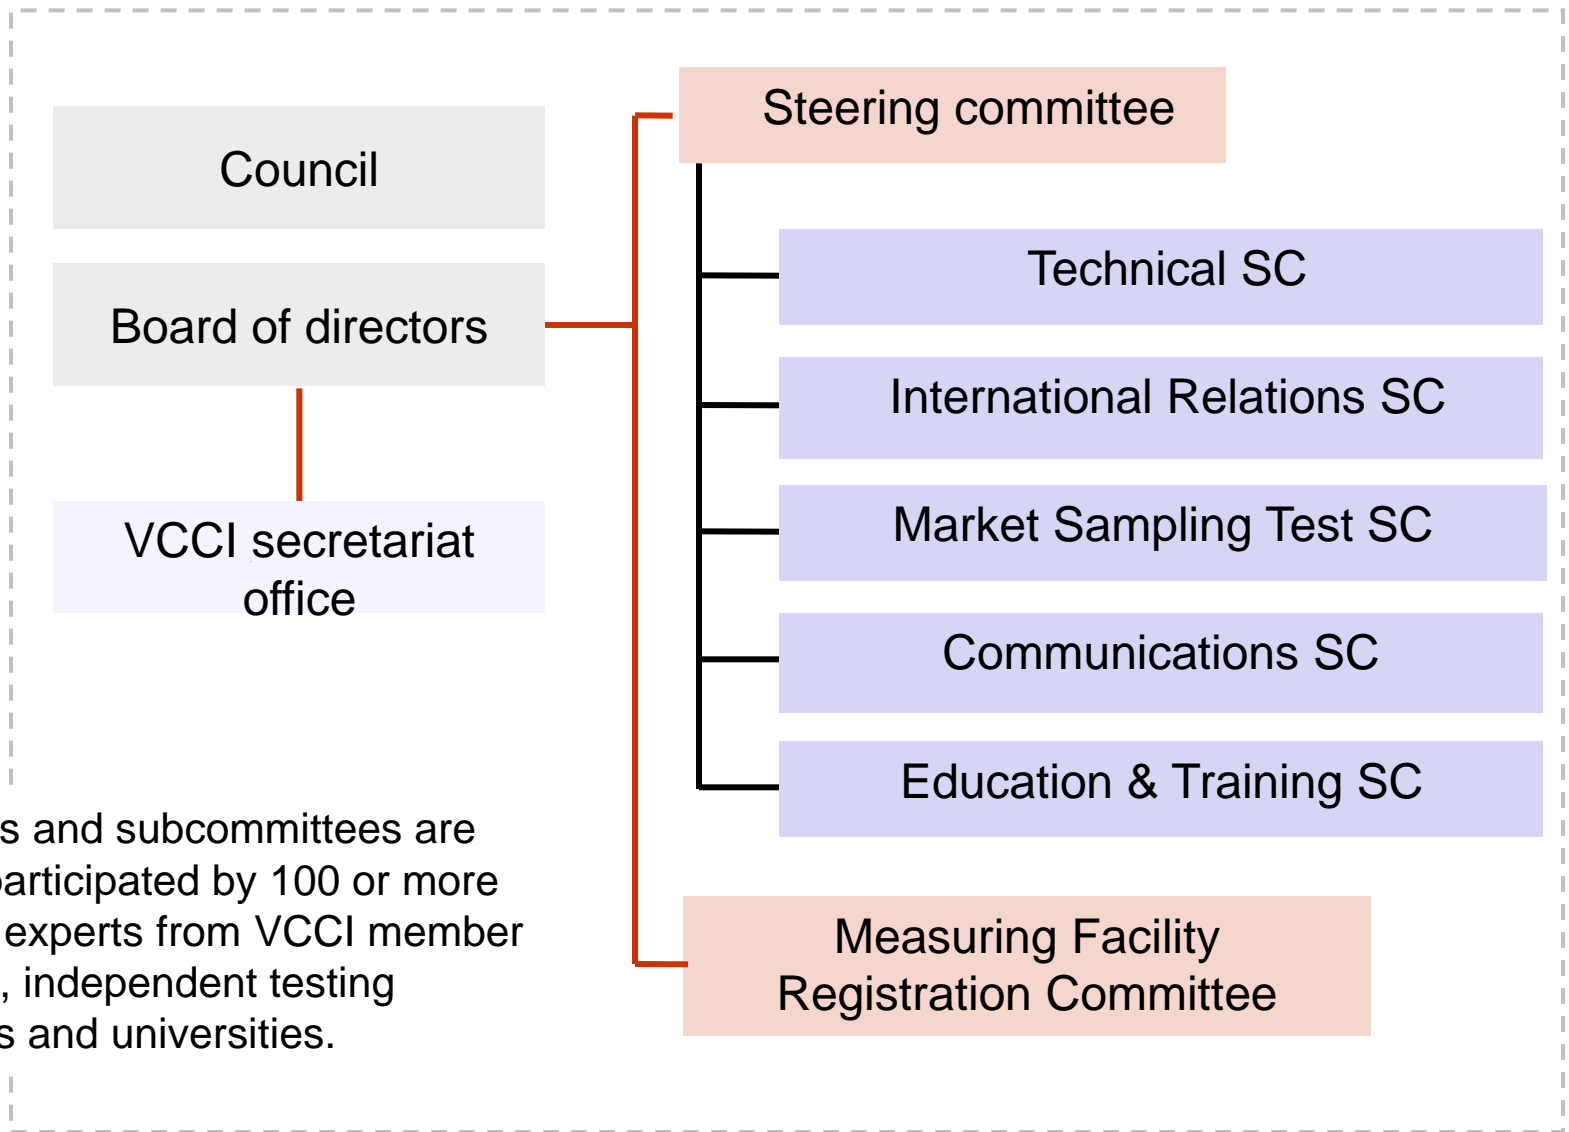 Council
Board of directors
VCCI secretariat
office
Steering committee
Technical SC
International Relations SC
Market Sampling Test SC
Communications SC
Education & Training SC
Measuring Facility
Registration Committee
s and subcommittees are
participated by 100 or more
experts from VCCI member
, independent testing
s and universities.